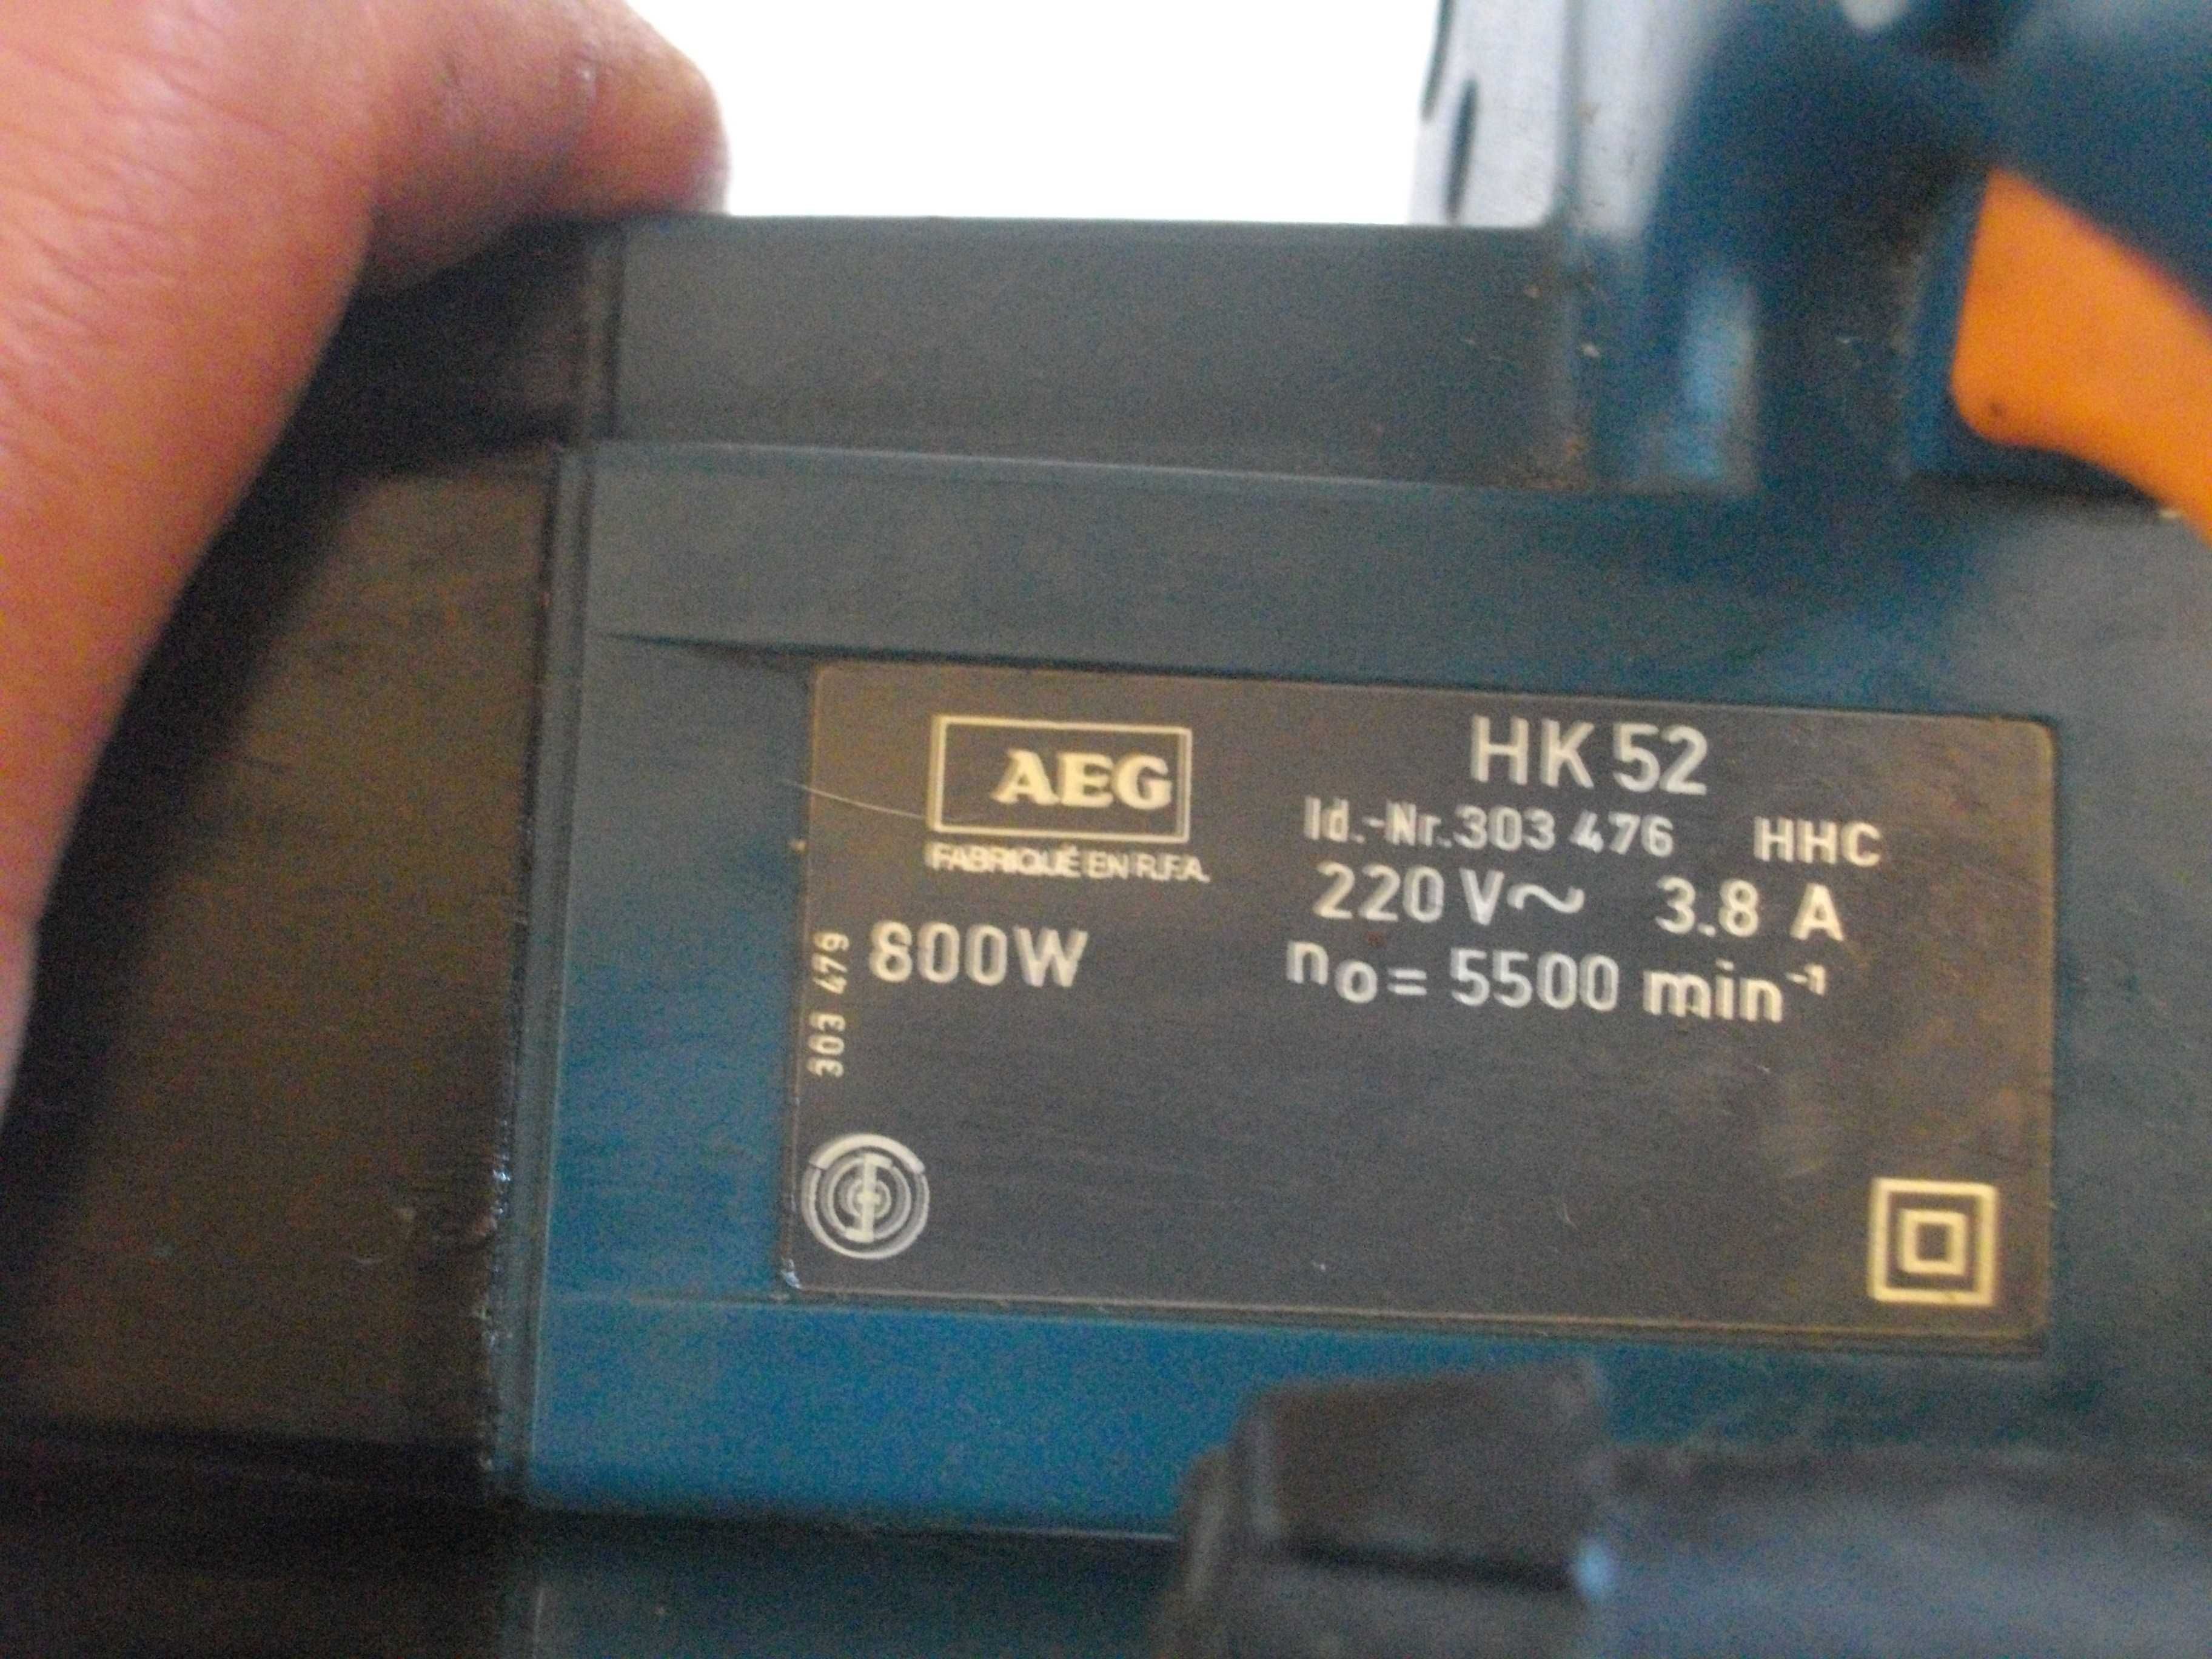 AEG
FABRIQUÉ EN R.F.A.
HK 52
Id.-Nr. 303 476 HHC
220 V~ 3.8 A
800W
n₀= 5500 min⁻¹
303 479